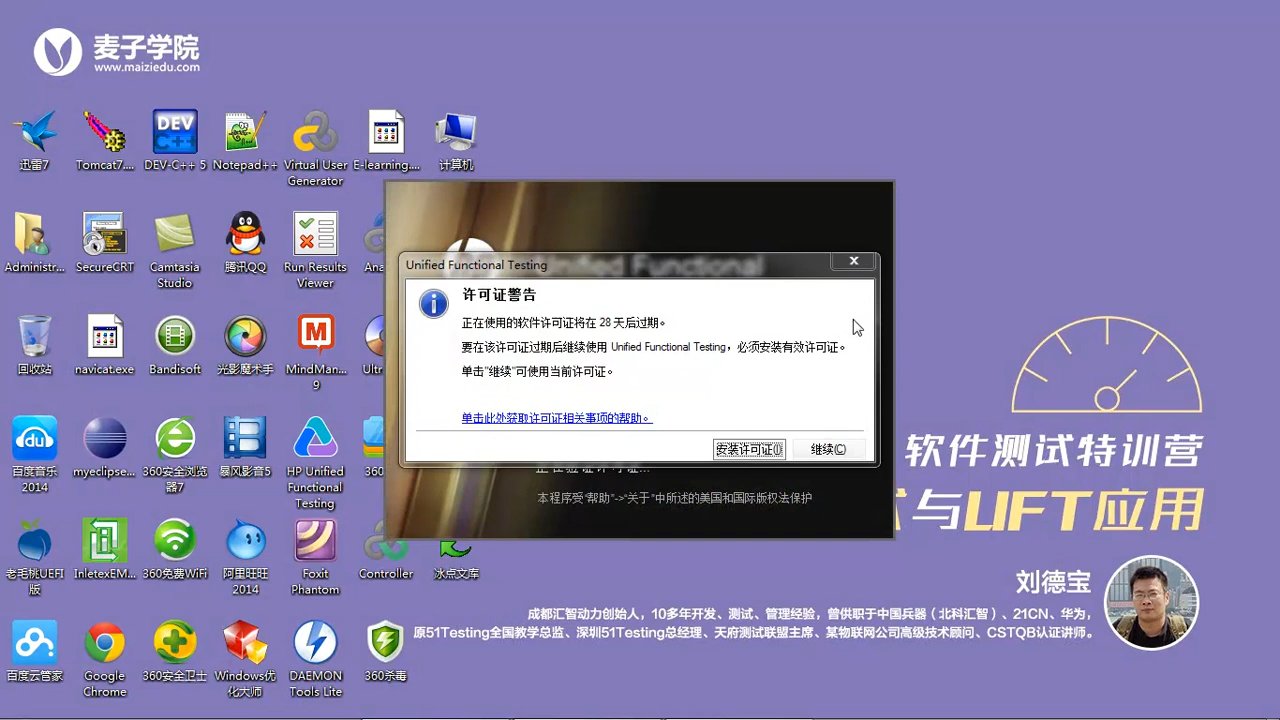 麦子学院
www.maiziedu.com
迅雷7
Tomcat7....
DEV-C++ 5
Notepad++
Virtual User
Generator
E-learning....
计算机
Administr...
SecureCRT
Camtasia
Studio
腾讯QQ
Run Results
Viewer
Ana
回收站
navicat.exe
Bandisoft
光影魔术手
MindMan...
9
Ultr
百度音乐
2014
myeclipse...
360安全浏览
器7
暴风影音5
HP Unified
Functional
Testing
360
老毛桃UEFI
版
InletexEM...
360免费WiFi
阿里旺旺
2014
Foxit
Phantom
Controller
冰点文库
百度云管家
Google
Chrome
360安全卫士
Windows优
化大师
DAEMON
Tools Lite
360杀毒
Unified Functional
Unified Functional Testing
许可证警告
正在使用的软件许可证将在 28 天后过期。
要在该许可证过期后继续使用 Unified Functional Testing，必须安装有效许可证。
单击"继续"可使用当前许可证。
单击此处获取许可证相关事项的帮助。
安装许可证(I)
继续(C)
正在验证许可证...
本程序受"帮助"->"关于"中所述的美国和国际版权法保护
软件测试特训营
与UFT应用
刘德宝
成都汇智动力创始人，10多年开发、测试、管理经验，曾供职于中国兵器（北科汇智）、21CN、华为，
原51Testing全国教学总监、深圳51Testing总经理、天府测试联盟主席、某物联网公司高级技术顾问、CSTQB认证讲师。